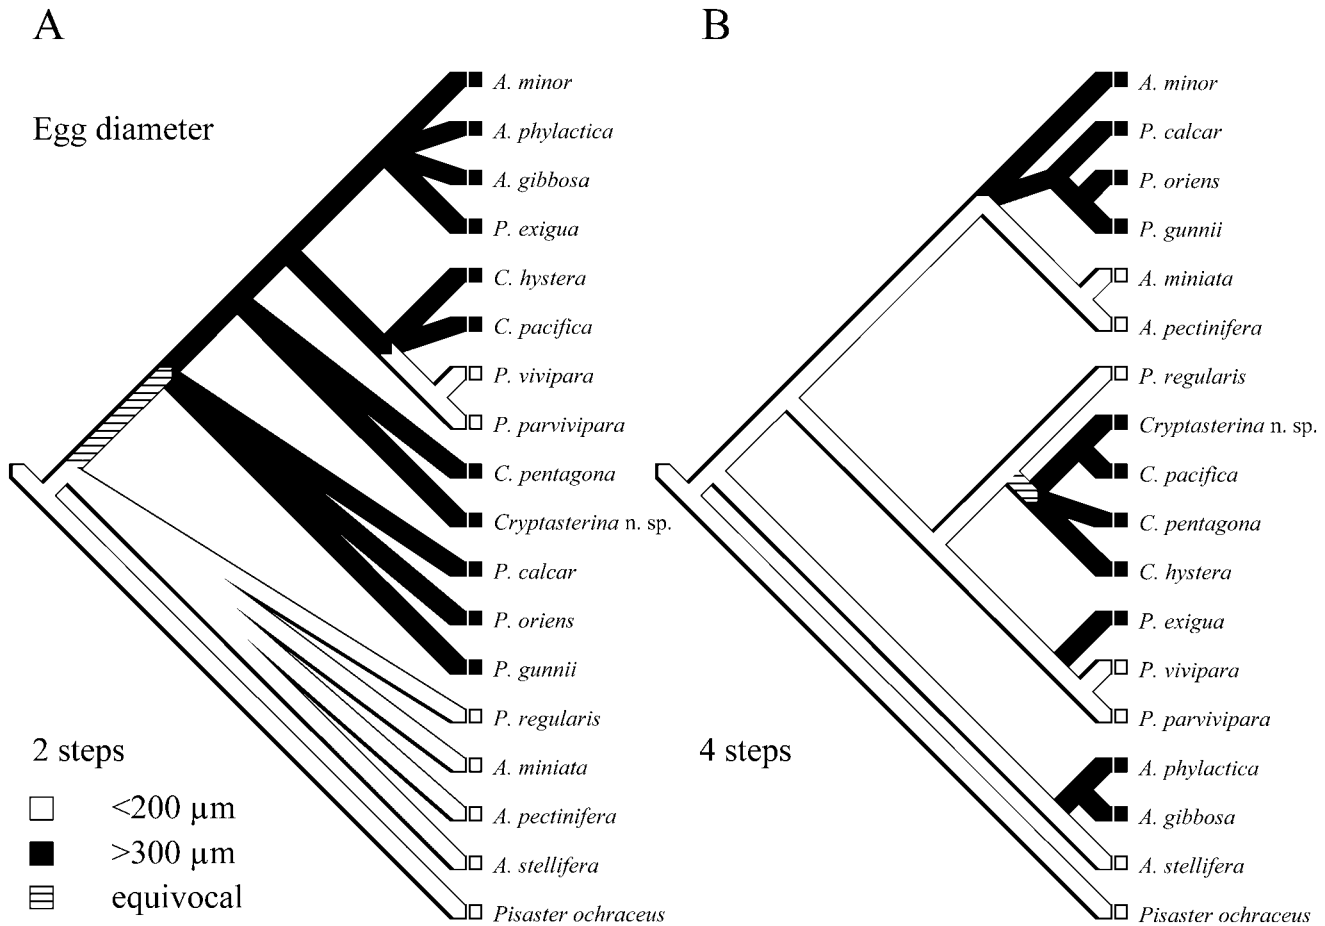 A
Egg diameter
A. minor
A. phylactica
A. gibbosa
P. exigua
C. hystera
C. pacifica
P. vivipara
P. parvivipara
C. pentagona
Cryptasterina n. sp.
P. calcar
P. oriens
P. gunnii
P. regularis
A. miniata
A. pectinifera
A. stellifera
Pisaster ochraceus
2 steps
<200 µm
>300 µm
equivocal
B
A. minor
P. calcar
P. oriens
P. gunnii
A. miniata
A. pectinifera
P. regularis
Cryptasterina n. sp.
C. pacifica
C. pentagona
C. hystera
P. exigua
P. vivipara
P. parvivipara
A. phylactica
A. gibbosa
A. stellifera
Pisaster ochraceus
4 steps